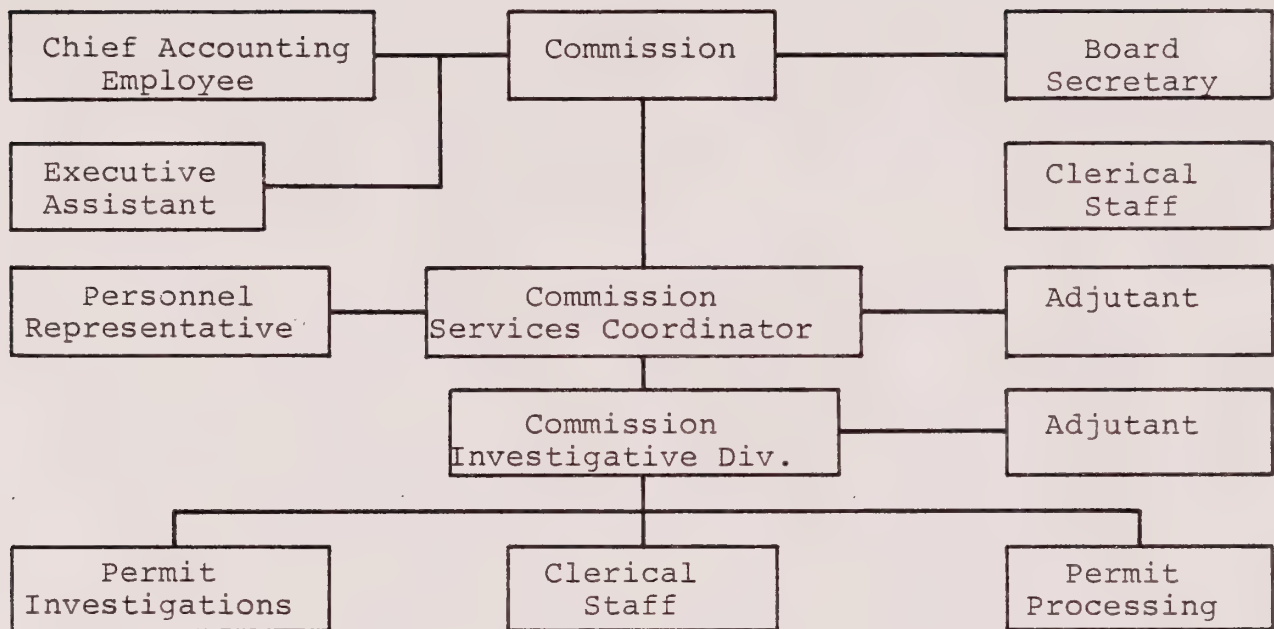 Chief Accounting
Employee
Commission
Board
Secretary
Executive
Assistant
Clerical
Staff
Personnel
Representative
Commission
Services Coordinator
Adjutant
Commission
Investigative Div.
Adjutant
Permit
Investigations
Clerical
Staff
Permit
Processing